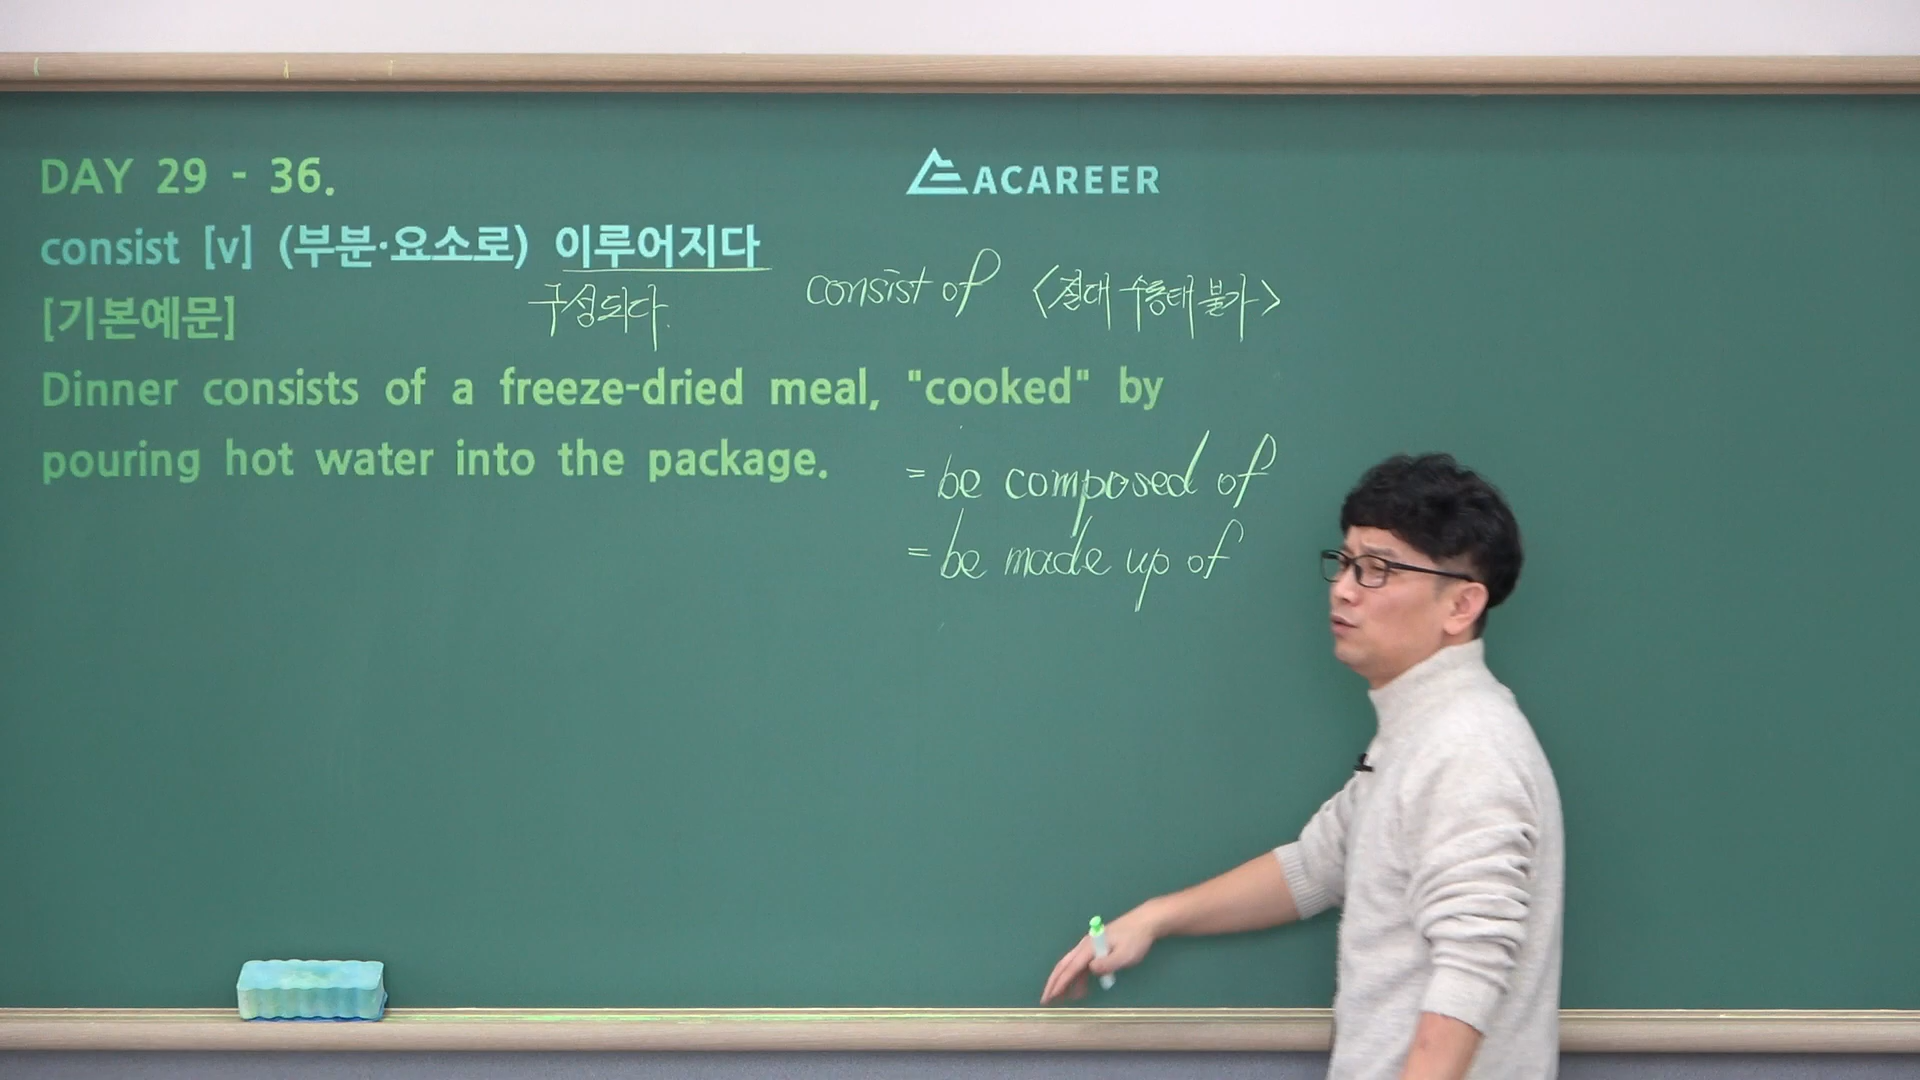 DAY 29 - 36.
ACAREER
consist [v] (부분·요소로) 이루어지다
구성되다.
consist of <절대 수동태 불가>
[기본예문]
Dinner consists of a freeze-dried meal, "cooked" by
pouring hot water into the package.
= be composed of
= be made up of